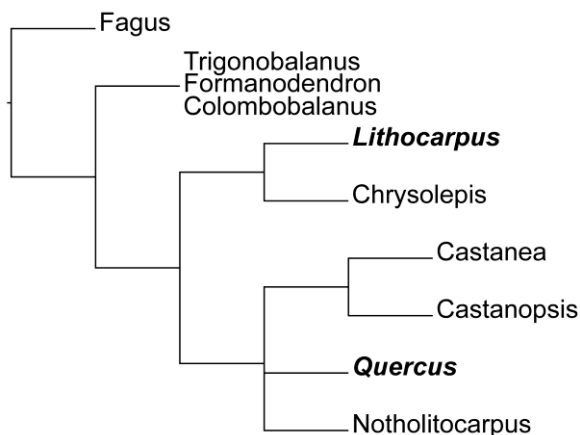 Fagus
Trigonobalanus
Formanodendron
Colombobalanus
Lithocarpus
Chrysolepis
Castanea
Castanopsis
Quercus
Notholitocarpus